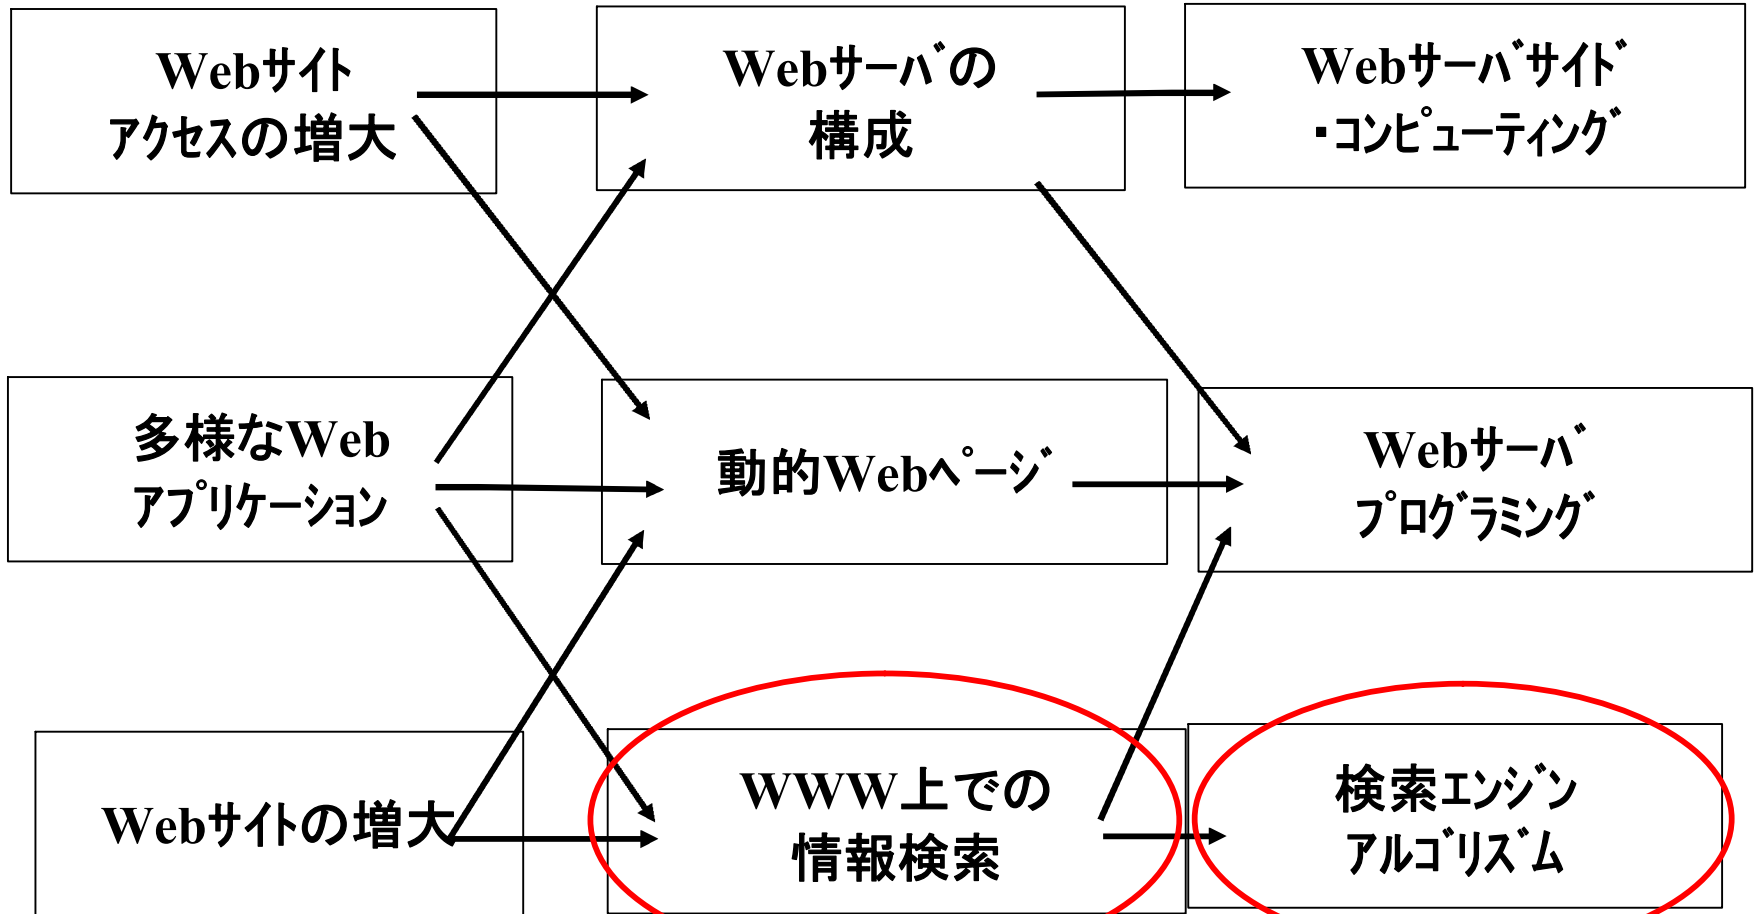 Webサイト
アクセスの増大
Webサーバの
構成
Webサーバサイド
・コンピューティング
多様なWeb
アプリケーション
動的Webページ
Webサーバ
プログラミング
Webサイトの増大
WWW上での
情報検索
検索エンジン
アルゴリズム